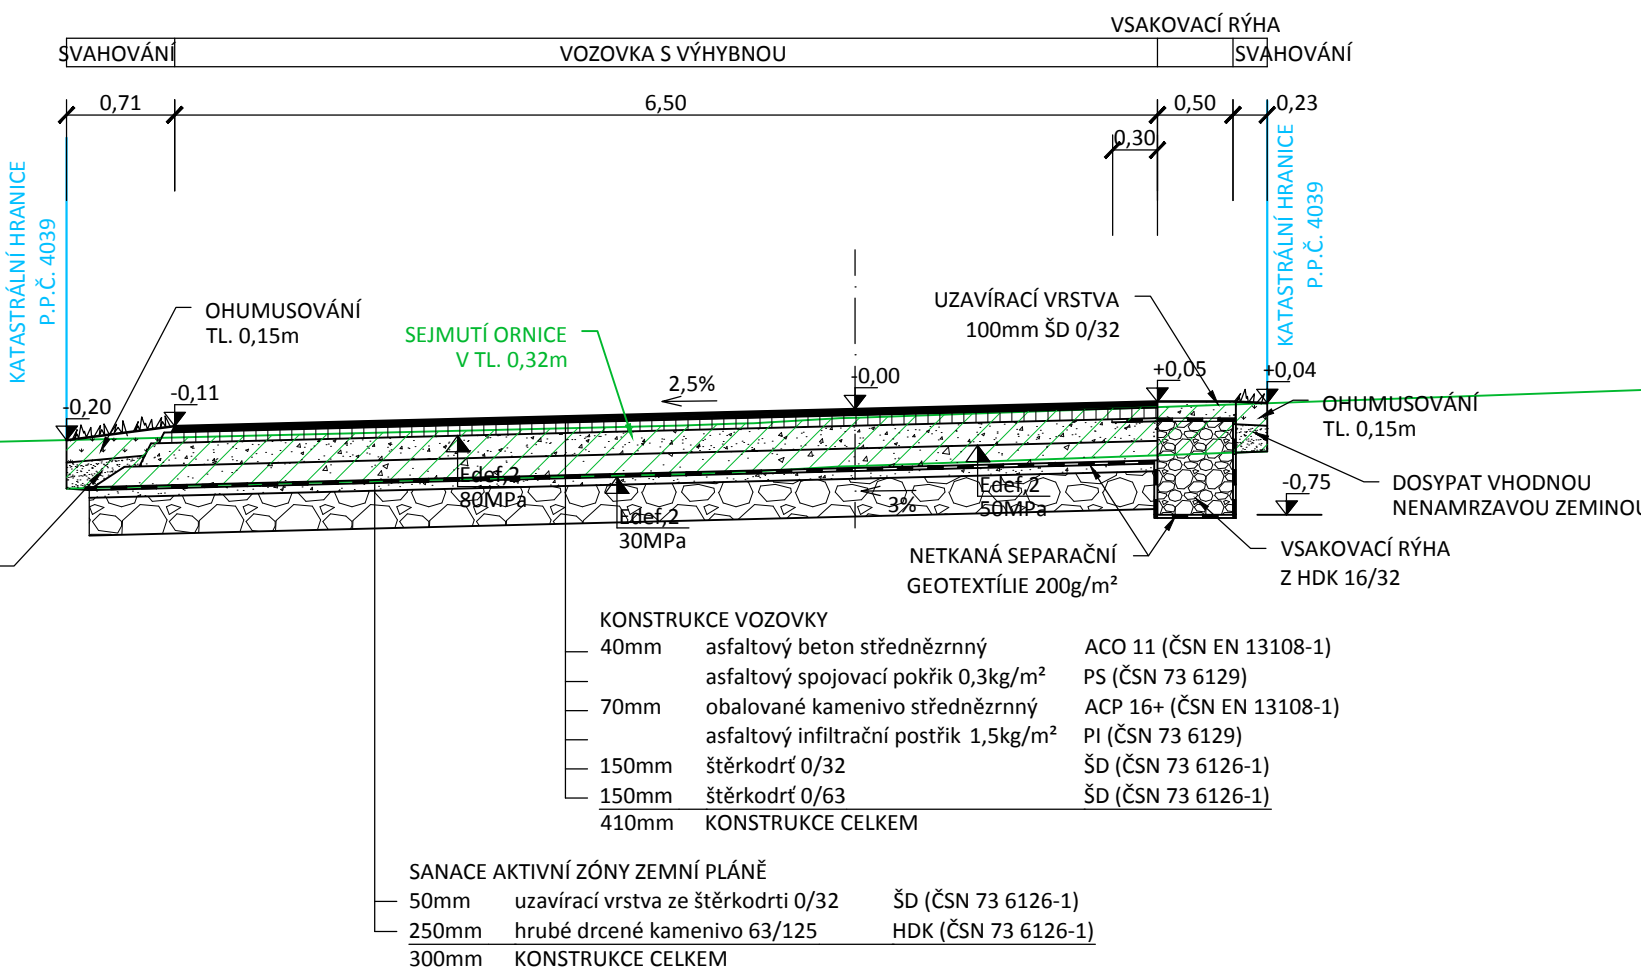 VSAKOVACÍ RÝHA
SVAHOVÁNÍ
VOZOVKA S VÝHYBNOU
SVAHOVÁNÍ
0,71
6,50
0,50
0,23
0,30
KATASTRÁLNÍ HRANICE
P.P.Č. 4039
KATASTRÁLNÍ HRANICE
P.P.Č. 4039
OHUMUSOVÁNÍ
TL. 0,15m
SEJMUTÍ ORNICE
V TL. 0,32m
UZAVÍRACÍ VRSTVA
100mm ŠD 0/32
-0,20
-0,11
2,5%
-0,00
+0,05
+0,04
OHUMUSOVÁNÍ
TL. 0,15m
Edef,2
80MPa
Edef,2
30MPa
3%
Edef,2
50MPa
-0,75
DOSYPAT VHODNOU
NENAMRZAVOU ZEMINOU
NETKANÁ SEPARAČNÍ
GEOTEXTÍLIE 200g/m²
VSAKOVACÍ RÝHA
Z HDK 16/32
KONSTRUKCE VOZOVKY
40mm asfaltový beton střednězrnný ACO 11 (ČSN EN 13108-1)
asfaltový spojovací pokřik 0,3kg/m² PS (ČSN 73 6129)
70mm obalované kamenivo střednězrnný ACP 16+ (ČSN EN 13108-1)
asfaltový infiltrační postřik 1,5kg/m² PI (ČSN 73 6129)
150mm štěrkodrť 0/32 ŠD (ČSN 73 6126-1)
150mm štěrkodrť 0/63 ŠD (ČSN 73 6126-1)
410mm KONSTRUKCE CELKEM
SANACE AKTIVNÍ ZÓNY ZEMNÍ PLÁNĚ
50mm uzavírací vrstva ze štěrkodrti 0/32 ŠD (ČSN 73 6126-1)
250mm hrubé drcené kamenivo 63/125 HDK (ČSN 73 6126-1)
300mm KONSTRUKCE CELKEM